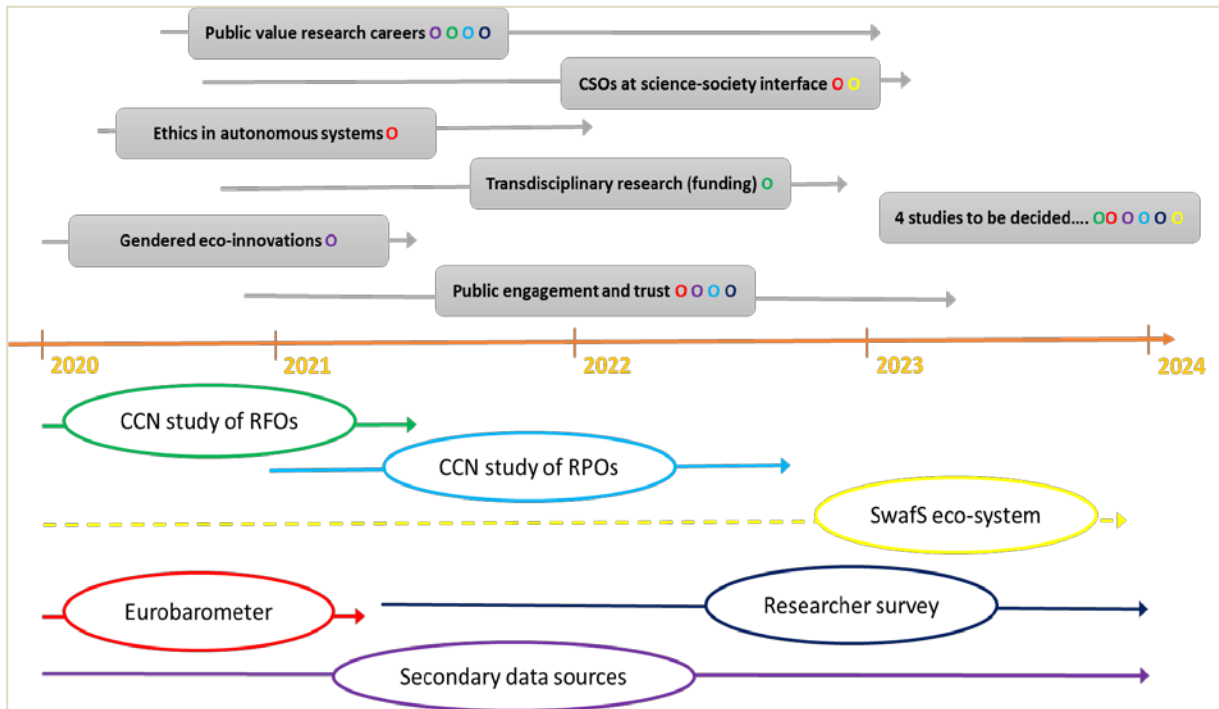 Public value research careers O O O O
CSOs at science-society interface O O
Ethics in autonomous systems O
Transdisciplinary research (funding) O
4 studies to be decided.... O O O O O O
Gendered eco-innovations O
Public engagement and trust O O O O
2020
2021
2022
2023
2024
CCN study of RFOs
CCN study of RPOs
SwafS eco-system
Eurobarometer
Researcher survey
Secondary data sources